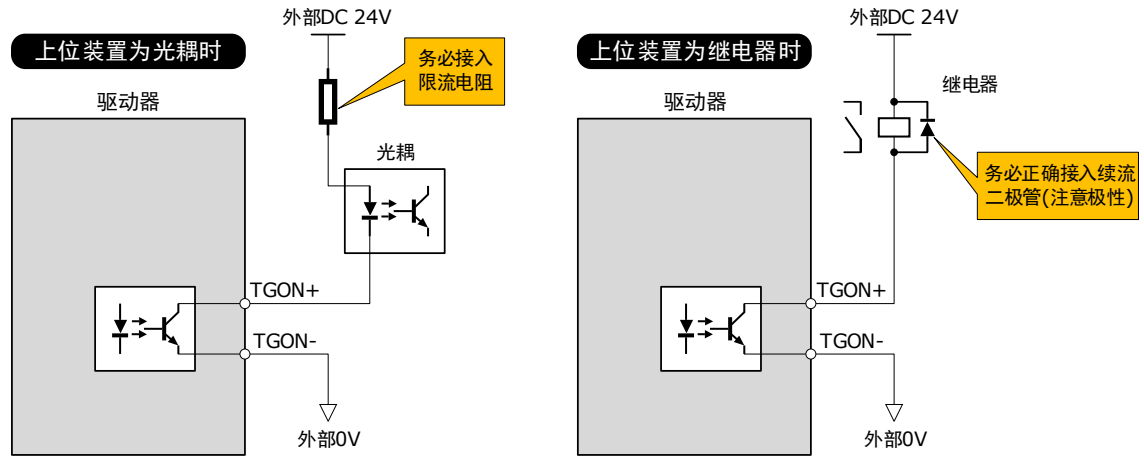 外部DC 24V
上位装置为光耦时
务必接入
限流电阻
驱动器
光耦
TGON+
TGON-
外部0V
外部DC 24V
上位装置为继电器时
继电器
驱动器
务必正确接入续流
二极管(注意极性)
TGON+
TGON-
外部0V